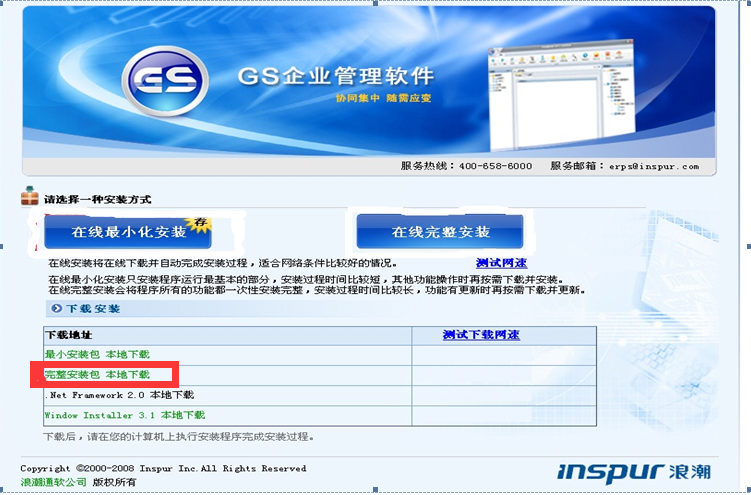 GS
GS企业管理软件
协同集中 随需应变
服务热线：400-658-6000 服务邮箱：erps@inspur.com
请选择一种安装方式
在线最小化安装 荐
在线完整安装
在线安装将在线下载并自动完成安装过程，适合网络条件比较好的情况。 测试网速
在线最小化安装只安装程序运行最基本的部分，安装过程时间比较短，其他功能操作时再按需下载并安装。
在线完整安装会将程序所有的功能都一次性安装完整，安装过程时间比较长，功能有更新时再按需下载并更新。
下载安装
下载地址 测试下载网速
最小安装包 本地下载
完整安装包 本地下载
.Net Framework 2.0 本地下载
Window Installer 3.1 本地下载
下载后，请在您的计算机上执行安装程序完成安装过程。
Copyright ©2000-2008 Inspur Inc.All Rights Reserved
浪潮通软公司 版权所有
inspur 浪潮